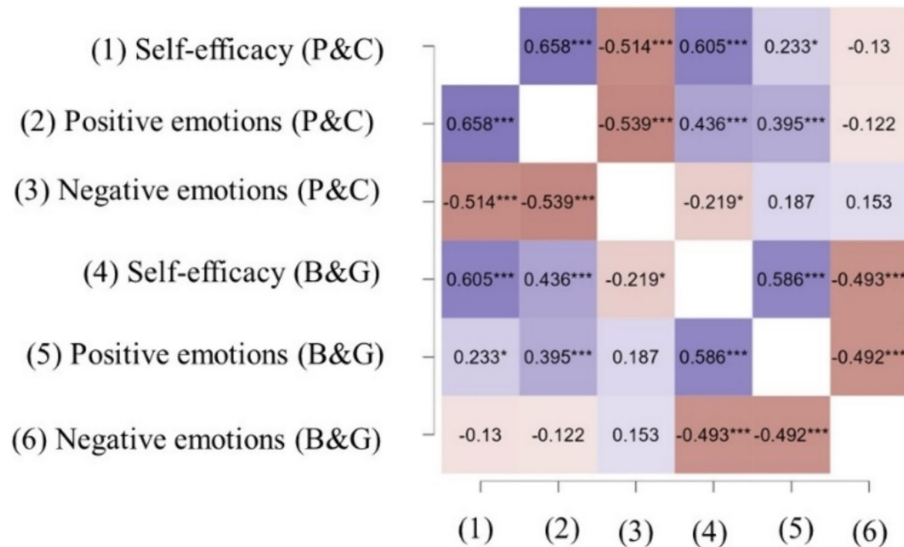 (1) Self-efficacy (P&C) 0.658*** -0.514*** 0.605*** 0.233* -0.13
(2) Positive emotions (P&C) 0.658*** -0.539*** 0.436*** 0.395*** -0.122
(3) Negative emotions (P&C) -0.514*** -0.539*** -0.219* 0.187 0.153
(4) Self-efficacy (B&G) 0.605*** 0.436*** -0.219* 0.586*** -0.493***
(5) Positive emotions (B&G) 0.233* 0.395*** 0.187 0.586*** -0.492***
(6) Negative emotions (B&G) -0.13 -0.122 0.153 -0.493*** -0.492***
(1) (2) (3) (4) (5) (6)